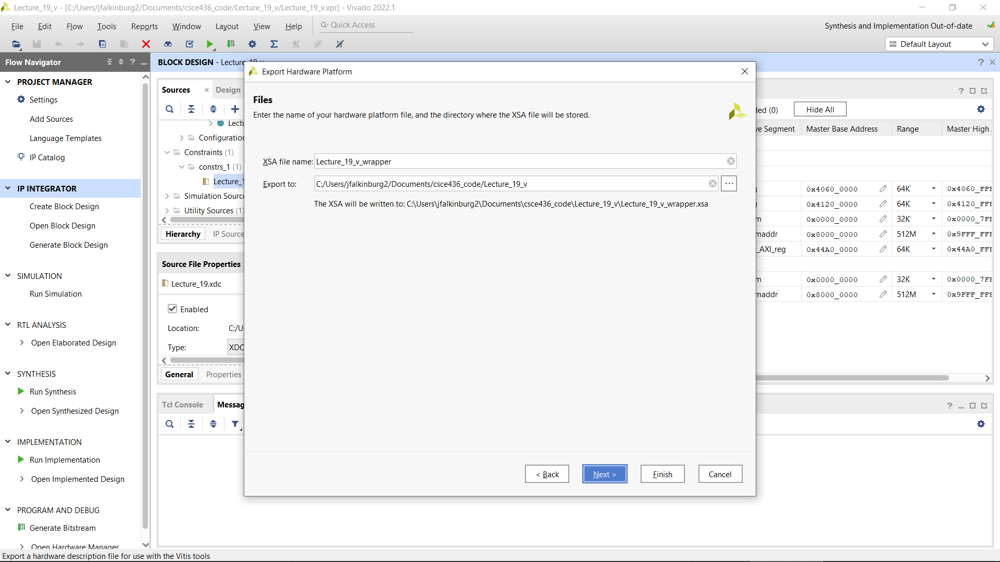 Lecture_19_v - [C:/Users/jfalkinburg2/Documents/csce436_code/Lecture_19_v/Lecture_19_v.xpr] - Vivado 2022.1
File Edit Flow Tools Reports Window Layout View Help Quick Access
Synthesis and Implementation Out-of-date
Default Layout
Flow Navigator
PROJECT MANAGER
Settings
Add Sources
Language Templates
IP Catalog
IP INTEGRATOR
Create Block Design
Open Block Design
Generate Block Design
SIMULATION
Run Simulation
RTL ANALYSIS
Open Elaborated Design
SYNTHESIS
Run Synthesis
Open Synthesized Design
IMPLEMENTATION
Run Implementation
Open Implemented Design
PROGRAM AND DEBUG
Generate Bitstream
Open Hardware Manager
BLOCK DESIGN - Lecture_19_v
Sources Design
Lectu
Configuration
Constraints (1)
constrs_1 (1)
Lecture_1
Simulation Source
Utility Sources (1)
Hierarchy IP Source
Source File Properties
Lecture_19.xdc
Enabled
Location: C:/Us
Type: XDC
General Properties
Tcl Console Messag
Export Hardware Platform
Files
Enter the name of your hardware platform file, and the directory where the XSA file will be stored.
XSA file name: Lecture_19_v_wrapper
Export to: C:/Users/jfalkinburg2/Documents/csce436_code/Lecture_19_v
The XSA will be written to: C:\Users\jfalkinburg2\Documents\csce436_code\Lecture_19_v\Lecture_19_v_wrapper.xsa
< Back Next > Finish Cancel
ded (0) Hide All
ve Segment Master Base Address Range Master High
g 0x4060_0000 64K 0x4060_FFF
g 0x4120_0000 64K 0x4120_FFF
m 0x0000_0000 32K 0x0000_7FF
maddr 0x8000_0000 512M 0x9FFF_FFF
_AXI_reg 0x44A0_0000 64K 0x44A0_FFF
m 0x0000_0000 32K 0x0000_7FF
maddr 0x8000_0000 512M 0x9FFF_FFF
Export a hardware description file for use with the Vitis tools